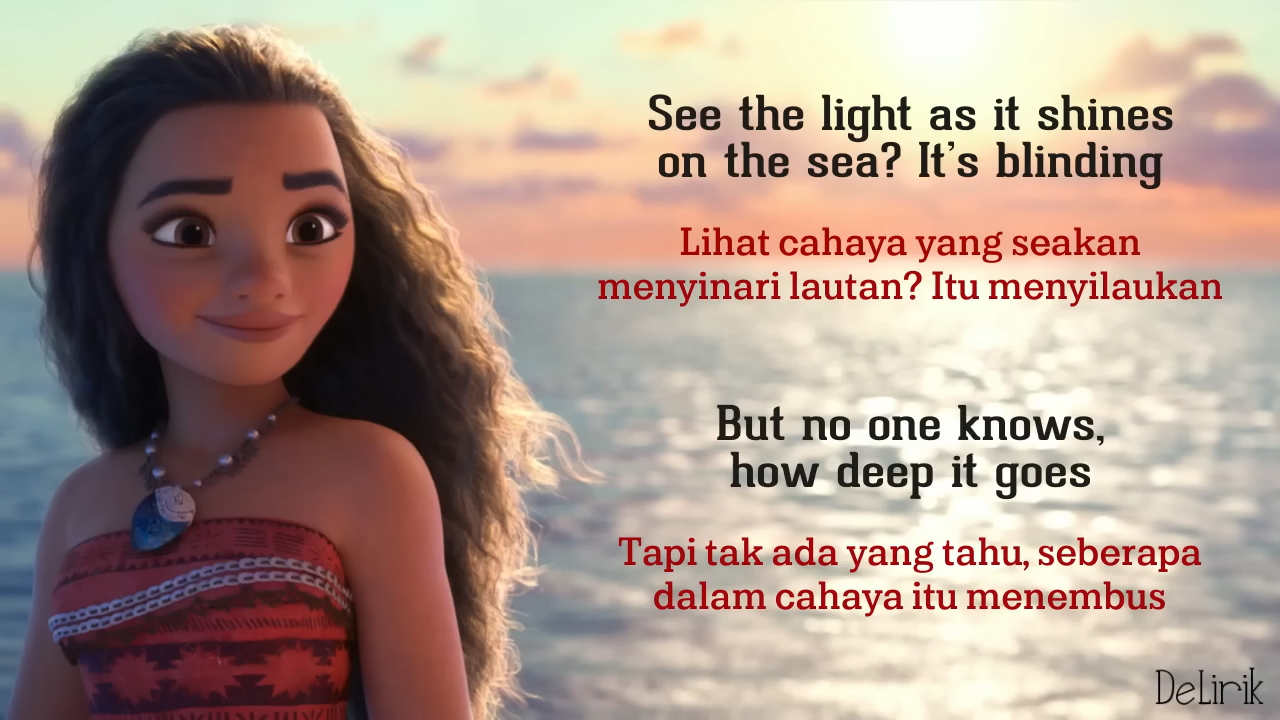 See the light as it shines
on the sea? It's blinding
Lihat cahaya yang seakan
menyinari lautan? Itu menyilaukan
But no one knows,
how deep it goes
Tapi tak ada yang tahu, seberapa
dalam cahaya itu menembus
DeLirik